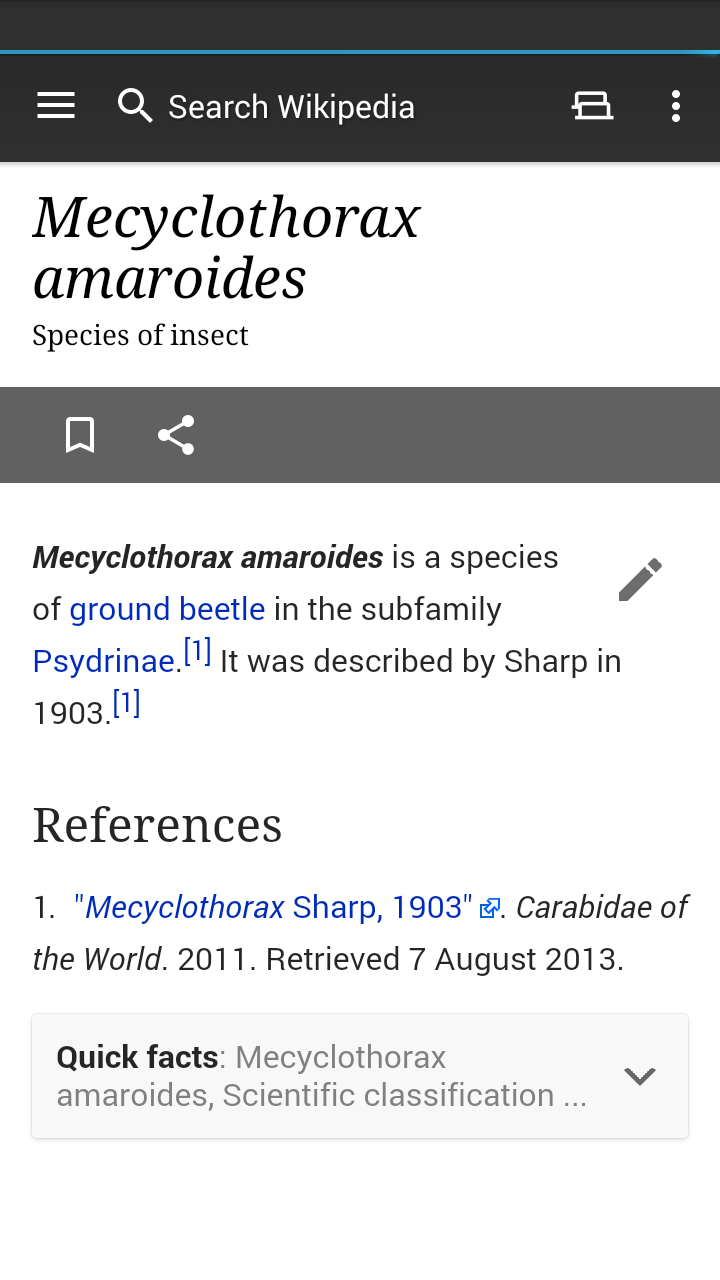 Search Wikipedia
Mecyclothorax
amaroides
Species of insect
Mecyclothorax amaroides is a species
of ground beetle in the subfamily
Psydrinae.[1] It was described by Sharp in
1903.[1]
References
1. "Mecyclothorax Sharp, 1903". Carabidae of
the World. 2011. Retrieved 7 August 2013.
Quick facts: Mecyclothorax
amaroides, Scientific classification ...